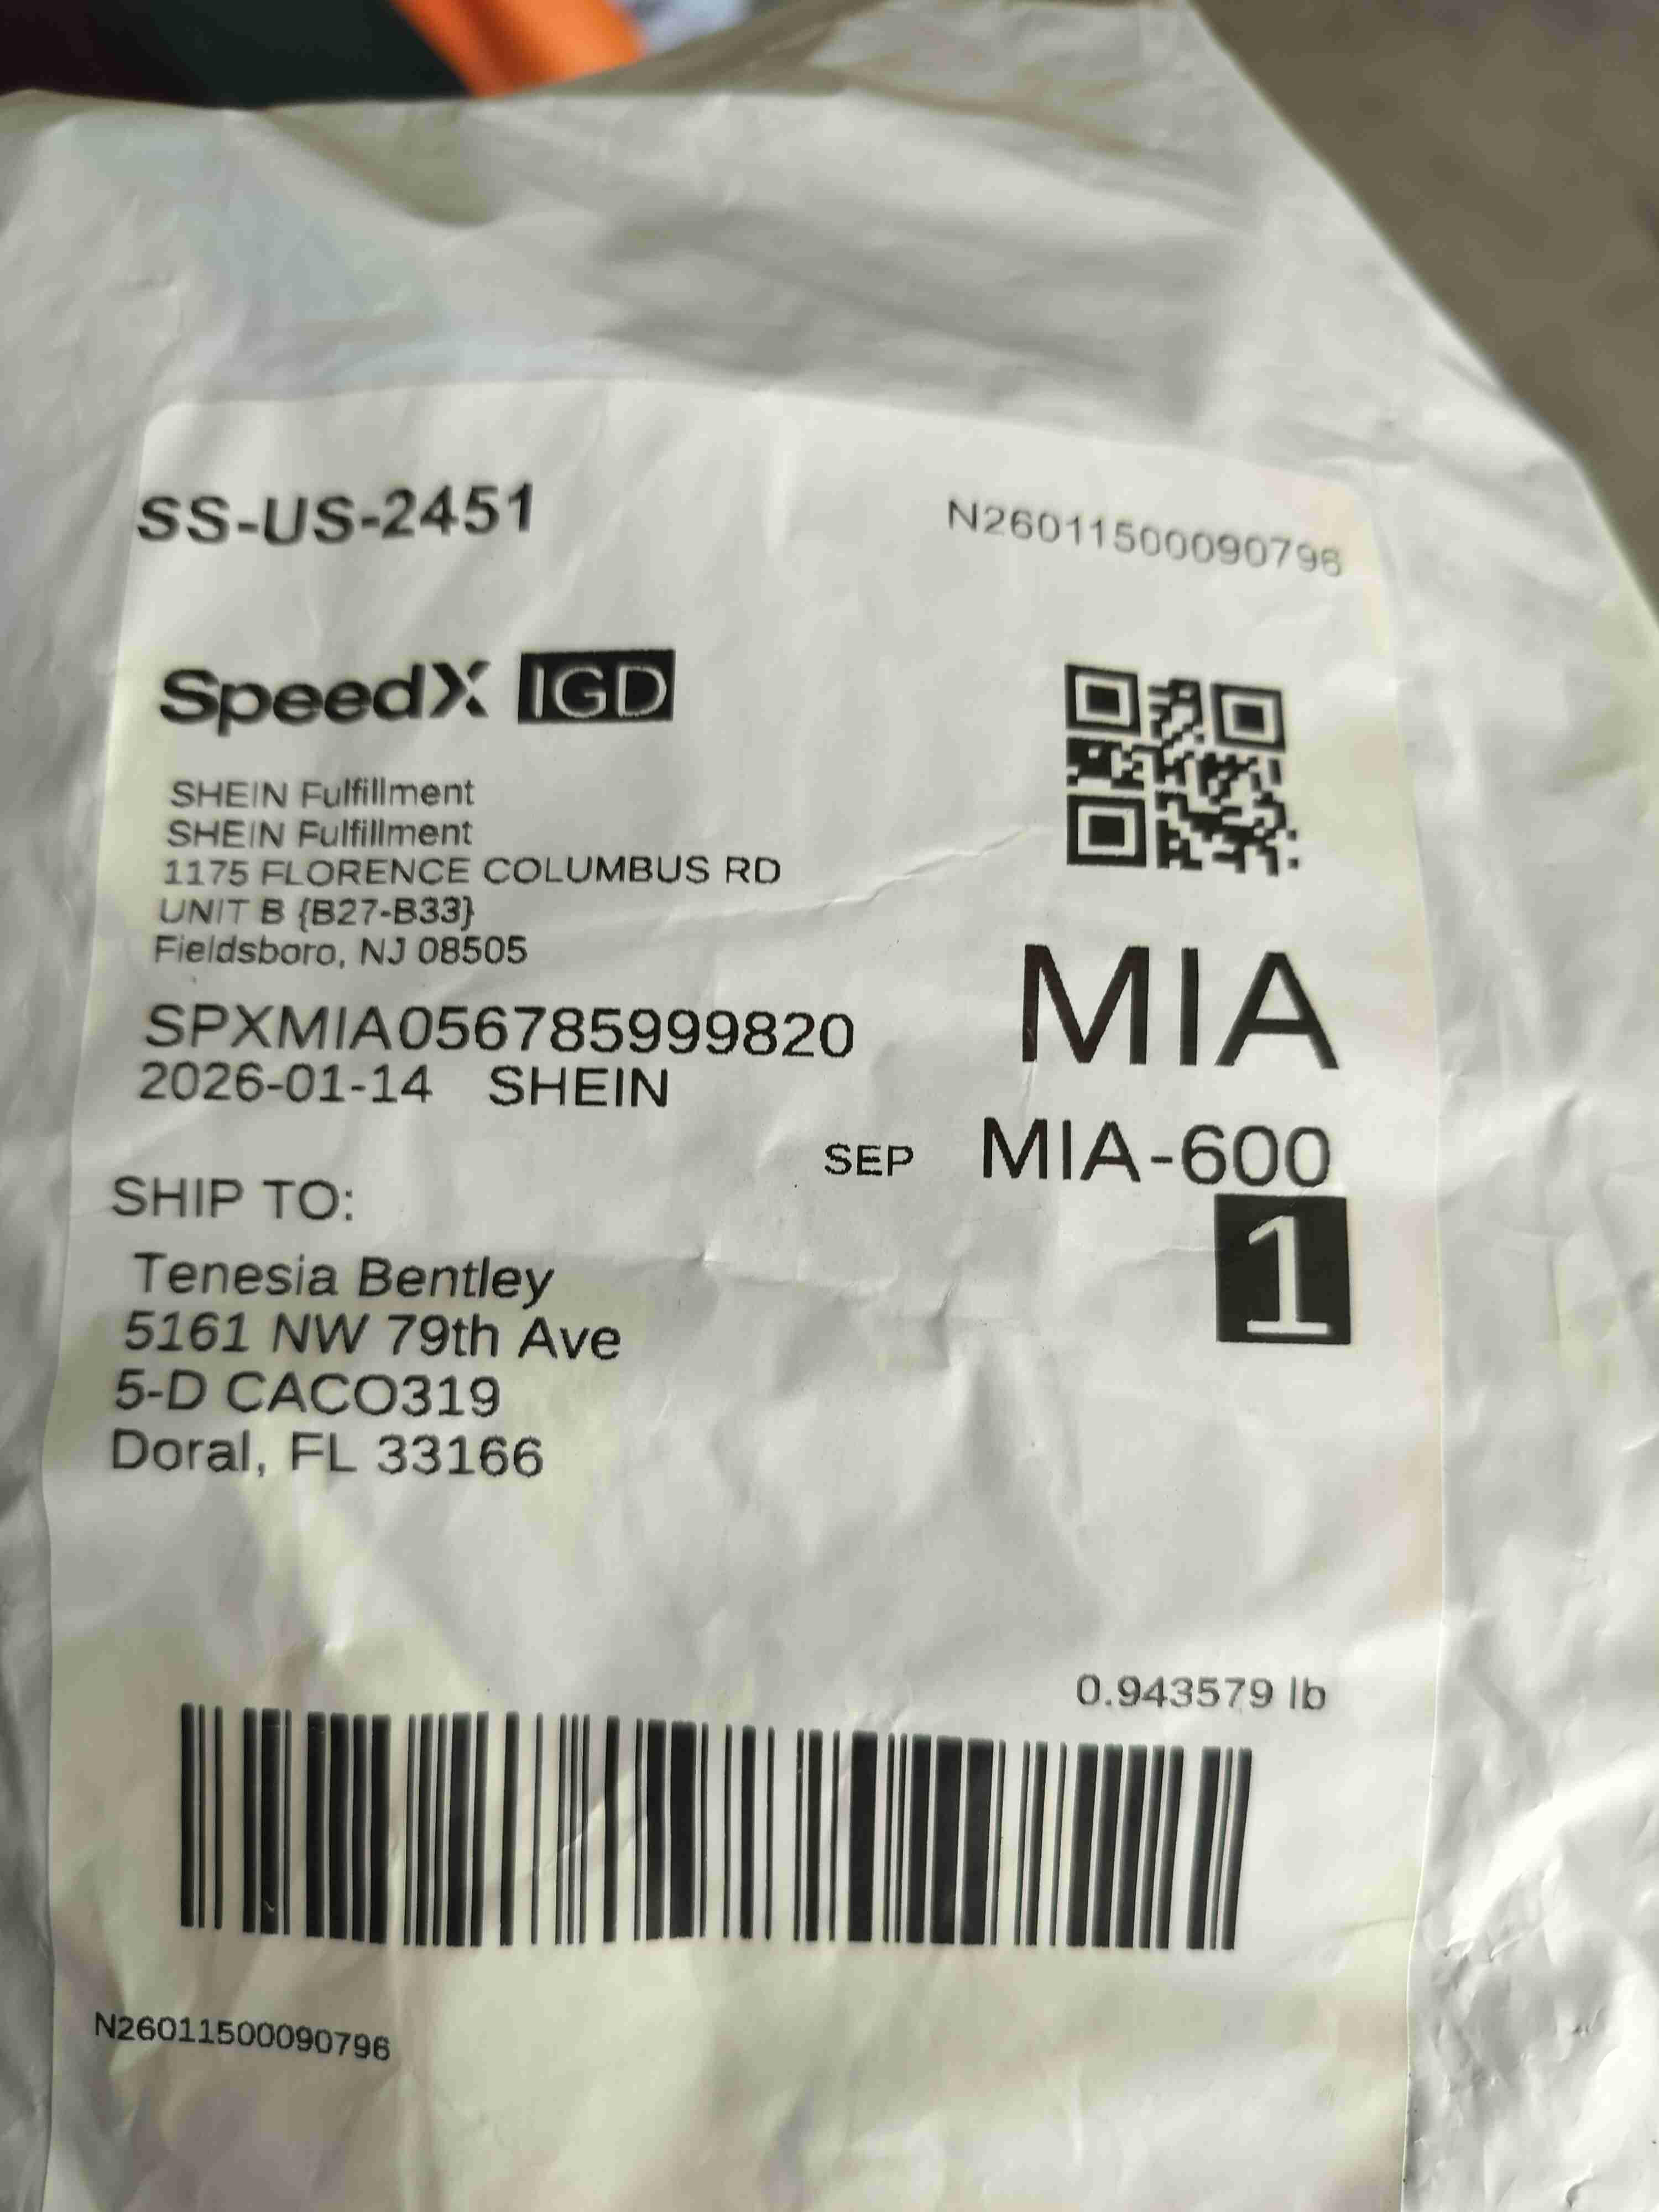 SS-US-2451
N26011500090796
SpeedX IGD
SHEIN Fulfillment
SHEIN Fulfillment
1175 FLORENCE COLUMBUS RD
UNIT B {B27-B33}
Fieldsboro, NJ 08505
SPXMIA056785999820
2026-01-14 SHEIN
MIA
SEP MIA-600
1
SHIP TO:
Tenesia Bentley
5161 NW 79th Ave
5-D CACO319
Doral, FL 33166
0.943579 lb
N26011500090796